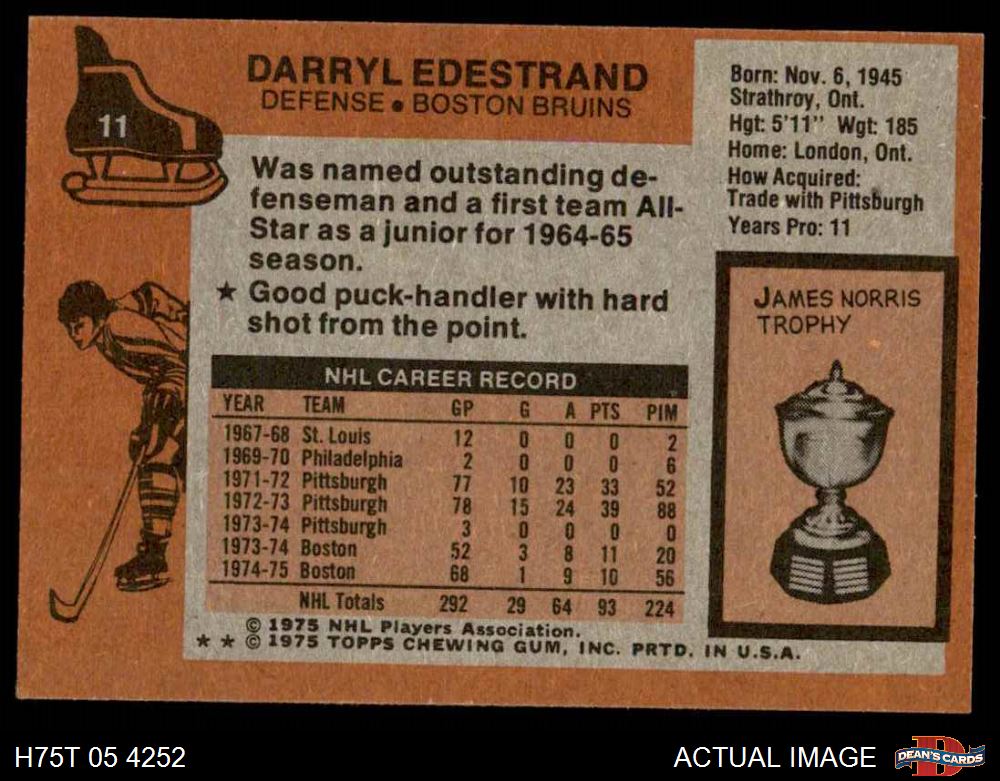 11
DARRYL EDESTRAND
DEFENSE • BOSTON BRUINS
Born: Nov. 6, 1945
Strathroy, Ont.
Hgt: 5'11" Wgt: 185
Home: London, Ont.
How Acquired:
Trade with Pittsburgh
Years Pro: 11
Was named outstanding de-
fenseman and a first team All-
Star as a junior for 1964-65
season.
★ Good puck-handler with hard
shot from the point.
JAMES NORRIS
TROPHY
NHL CAREER RECORD
YEAR TEAM GP G A PTS PIM
1967-68 St. Louis 12 0 0 0 2
1969-70 Philadelphia 2 0 0 0 6
1971-72 Pittsburgh 77 10 23 33 52
1972-73 Pittsburgh 78 15 24 39 88
1973-74 Pittsburgh 3 0 0 0 0
1973-74 Boston 52 3 8 11 20
1974-75 Boston 68 1 9 10 56
NHL Totals 292 29 64 93 224
© 1975 NHL Players Association.
★ ★ © 1975 TOPPS CHEWING GUM, INC. PRTD. IN U.S.A.
H75T 05 4252
ACTUAL IMAGE
D
DEAN'S CARDS